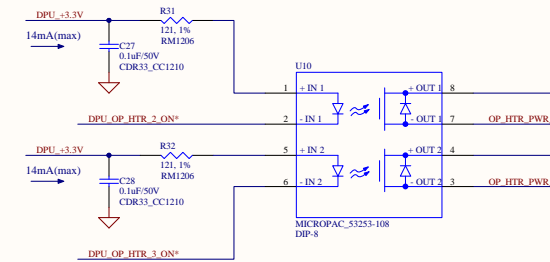 DPU_+3.3V
R31
14mA(max)
121, 1%
RM1206
C27
0.1uF/50V
CDR33_CC1210
U10
1
+ IN 1
+ OUT 1
8
DPU_OP_HTR_2_ON*
2
- IN 1
- OUT 1
7
OP_HTR_PWR
DPU_+3.3V
R32
5
+ IN 2
+ OUT 2
4
14mA(max)
121, 1%
RM1206
C28
0.1uF/50V
CDR33_CC1210
6
- IN 2
- OUT 2
3
OP_HTR_PWR
MICROPAC_53253-108
DIP-8
DPU_OP_HTR_3_ON*